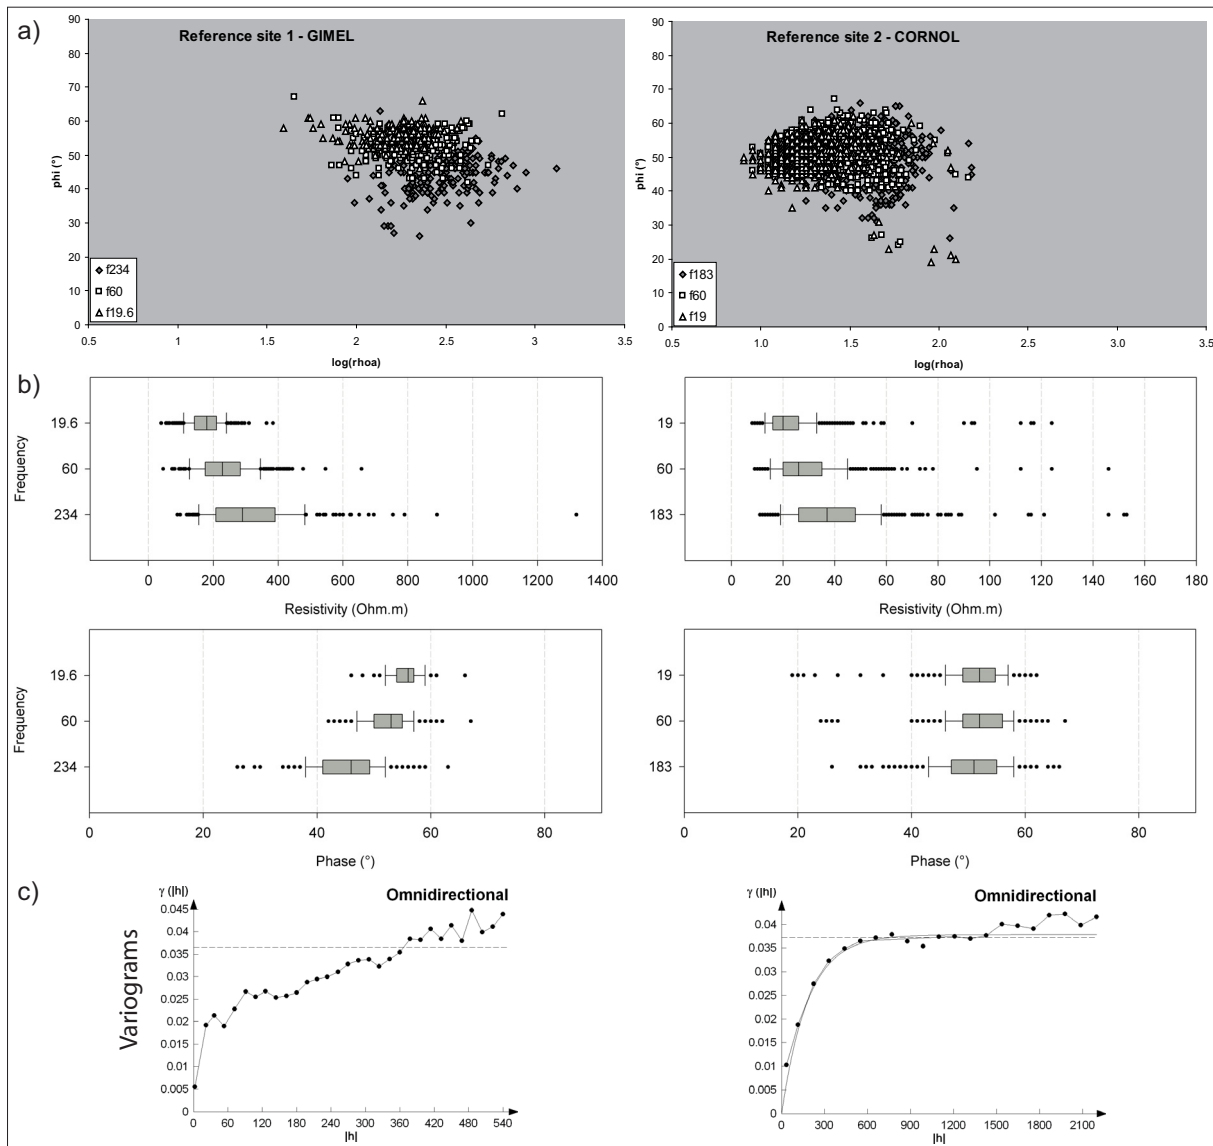 a)
Reference site 1 - GIMEL
90
80
70
60
50
40
30
20
10
0
phi (°)
f234
f60
f19.6
0.5 1 1.5 2 2.5 3 3.5
log(rhoa)
Reference site 2 - CORNOL
90
80
70
60
50
40
30
20
10
0
phi (°)
f183
f60
f19
0.5 1.0 1.5 2.0 2.5 3.0 3.5
log(rhoa)
b)
Frequency
19.6
60
234
0 200 400 600 800 1000 1200 1400
Resistivity (Ohm.m)
19
60
183
0 20 40 60 80 100 120 140 160 180
Resistivity (Ohm.m)
Frequency
19.6
60
234
0 20 40 60 80
Phase (°)
19
60
183
0 20 40 60 80
Phase (°)
c)
Variograms
γ (|h|)
Omnidirectional
0.045
0.04
0.035
0.03
0.025
0.02
0.015
0.01
0.005
0
0 60 120 180 240 300 360 420 480 540
|h|
γ (|h|)
Omnidirectional
0.04
0.035
0.03
0.025
0.02
0.015
0.01
0.005
0
0 300 600 900 1200 1500 1800 2100
|h|